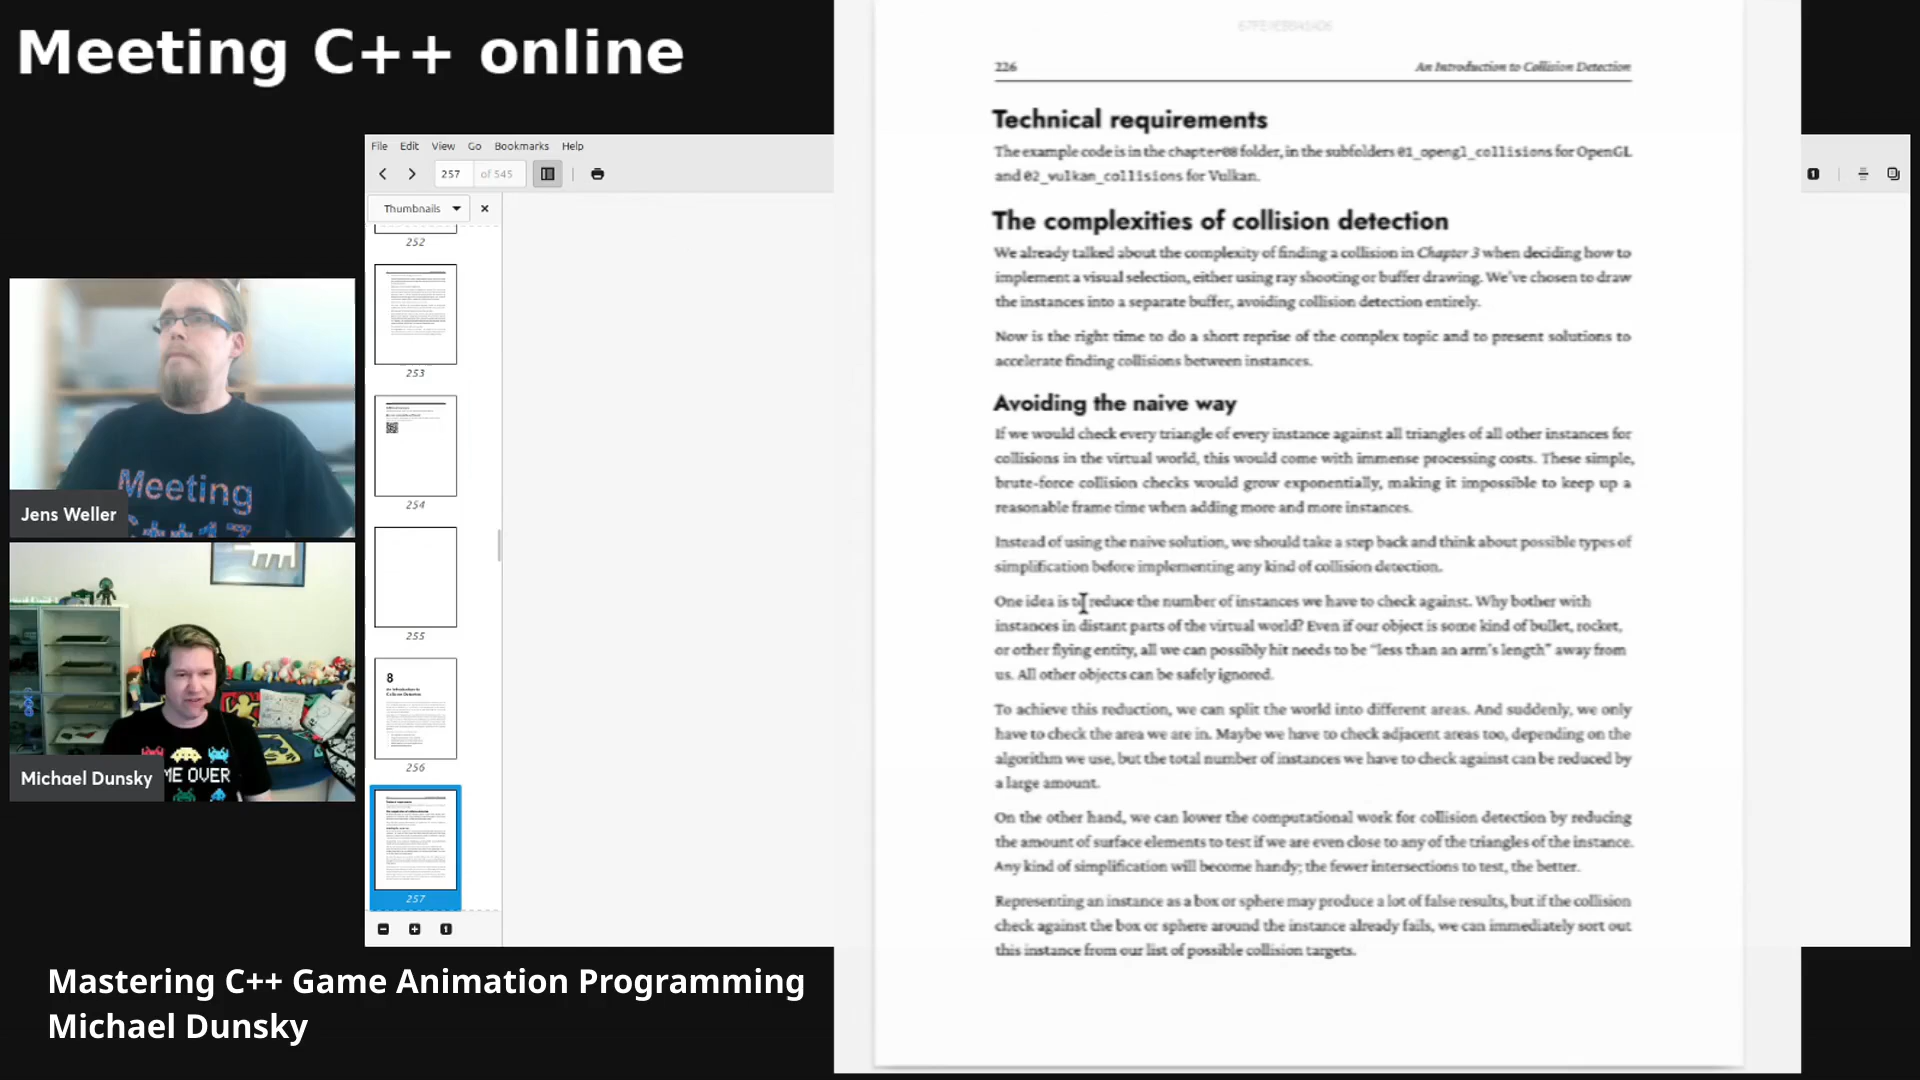 Meeting C++ online
File Edit View Go Bookmarks Help
257 of 545
Thumbnails
252
253
254
255
8
256
257
Jens Weller
Meeting
Michael Dunsky
ME OVER
Mastering C++ Game Animation Programming
Michael Dunsky
226 An Introduction to Collision Detection
Technical requirements
The example code is in the chapter08 folder, in the subfolders 01_opengl_collisions for OpenGL
and 02_vulkan_collisions for Vulkan.
The complexities of collision detection
We already talked about the complexity of finding a collision in Chapter 3 when deciding how to
implement a visual selection, either using ray shooting or buffer drawing. We've chosen to draw
the instances into a separate buffer, avoiding collision detection entirely.
Now is the right time to do a short reprise of the complex topic and to present solutions to
accelerate finding collisions between instances.
Avoiding the naive way
If we would check every triangle of every instance against all triangles of all other instances for
collisions in the virtual world, this would come with immense processing costs. These simple,
brute-force collision checks would grow exponentially, making it impossible to keep up a
reasonable frame time when adding more and more instances.
Instead of using the naive solution, we should take a step back and think about possible types of
simplification before implementing any kind of collision detection.
One idea is to reduce the number of instances we have to check against. Why bother with
instances in distant parts of the virtual world? Even if our object is some kind of bullet, rocket,
or other flying entity, all we can possibly hit needs to be "less than an arm's length" away from
us. All other objects can be safely ignored.
To achieve this reduction, we can split the world into different areas. And suddenly, we only
have to check the area we are in. Maybe we have to check adjacent areas too, depending on the
algorithm we use, but the total number of instances we have to check against can be reduced by
a large amount.
On the other hand, we can lower the computational work for collision detection by reducing
the amount of surface elements to test if we are even close to any of the triangles of the instance.
Any kind of simplification will become handy; the fewer intersections to test, the better.
Representing an instance as a box or sphere may produce a lot of false results, but if the collision
check against the box or sphere around the instance already fails, we can immediately sort out
this instance from our list of possible collision targets.